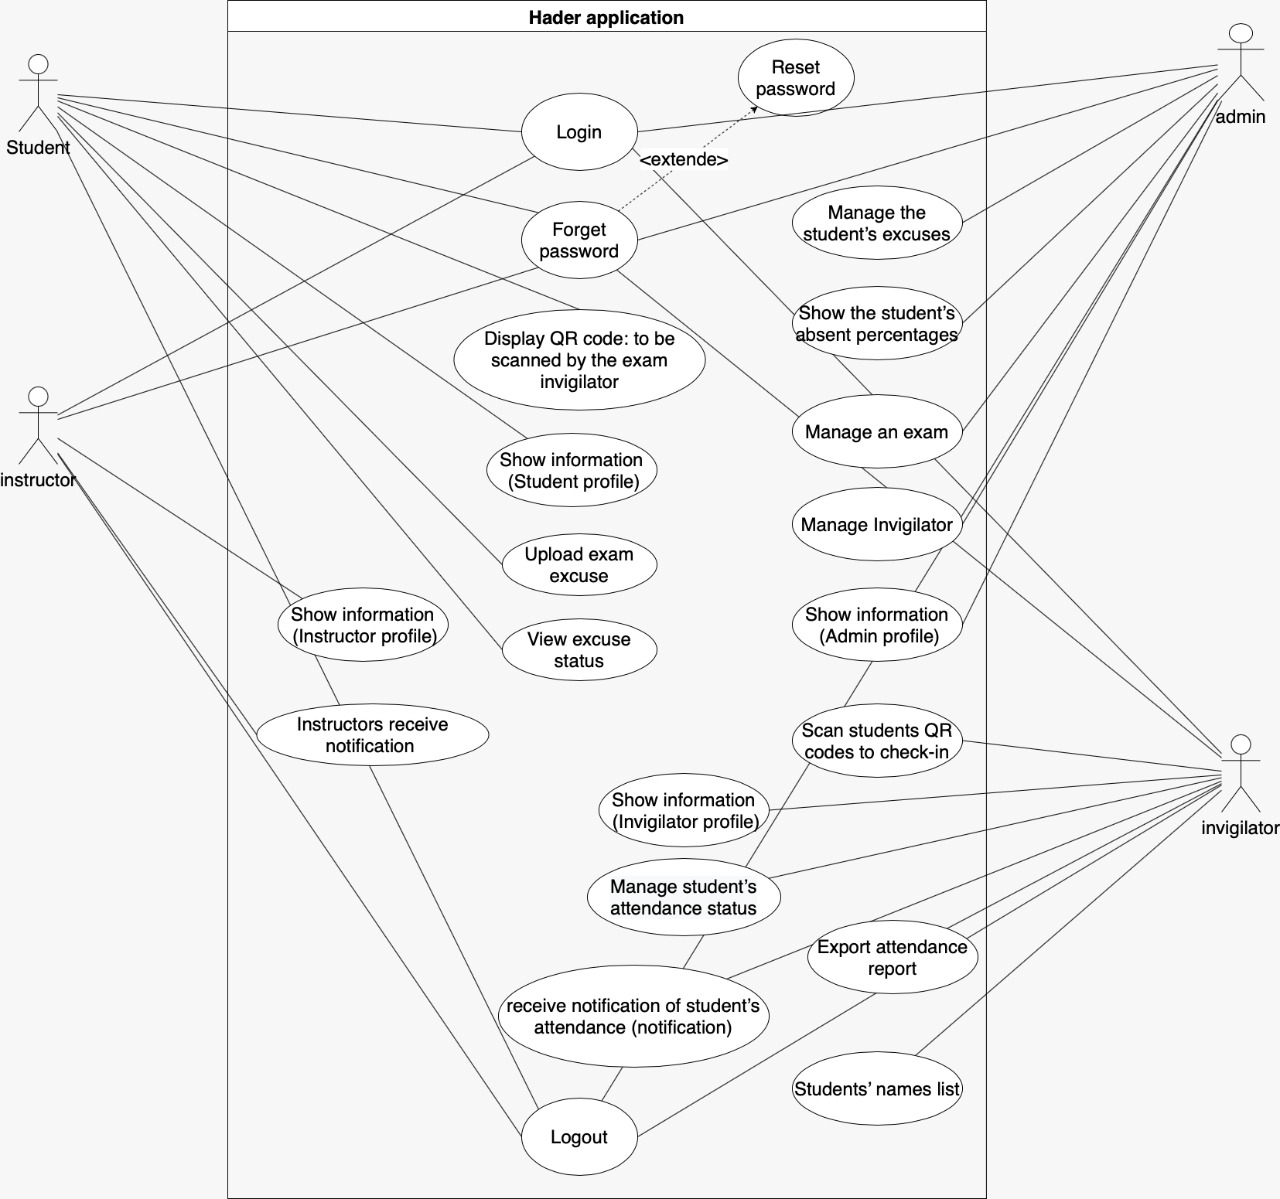 Hader application
Reset
password
Login
admin
Student
<extende>
Forget
password
Manage the
student's excuses
Show the student's
absent percentages
Display QR code: to be
scanned by the exam
invigilator
Manage an exam
instructor
Show information
(Student profile)
Manage Invigilator
Upload exam
excuse
Show information
(Instructor profile)
Show information
(Admin profile)
View excuse
status
Instructors receive
notification
Scan students QR
codes to check-in
Show information
(Invigilator profile)
invigilator
Manage student's
attendance status
Export attendance
report
receive notification of student's
attendance (notification)
Students' names list
Logout